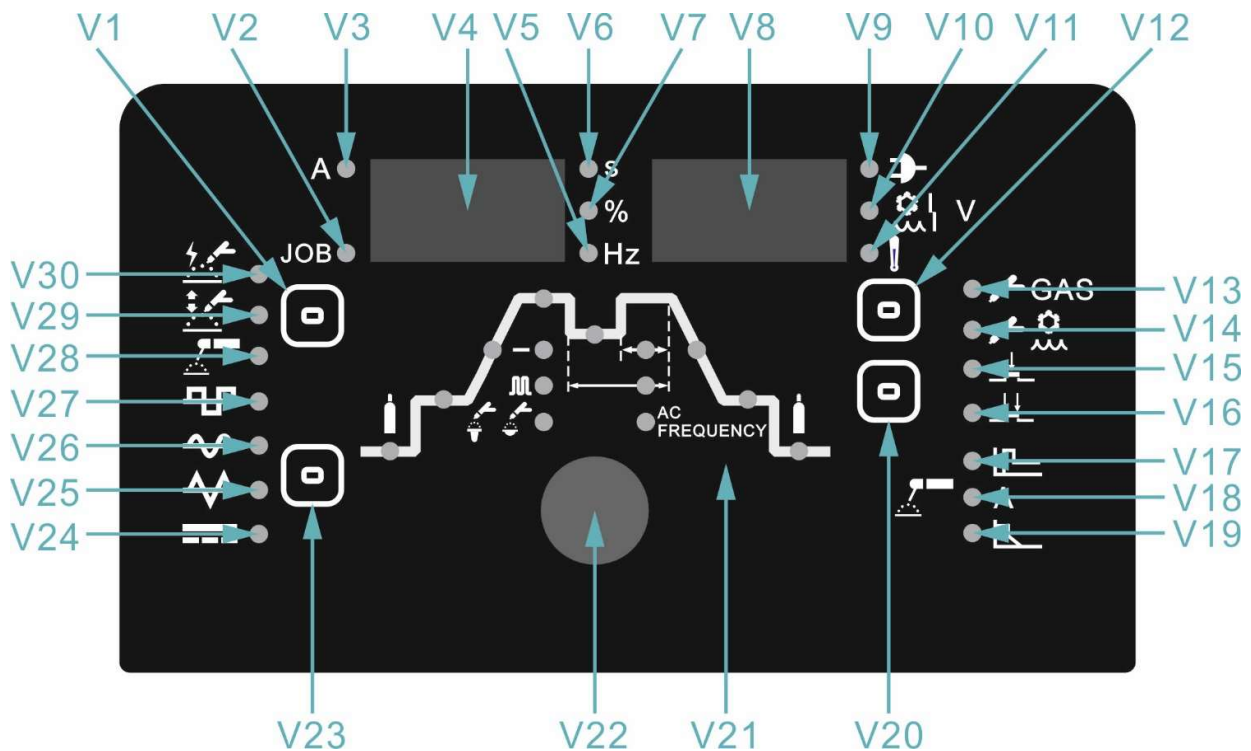 V1 V2 V3 V4 V5 V6 V7 V8 V9 V10 V11 V12
A s
% V
JOB Hz
V30 GAS V13
V29 V14
V28 V15
V27 V16
AC
FREQUENCY
V26 V17
V25 V18
V24 V19
V23 V22 V21 V20